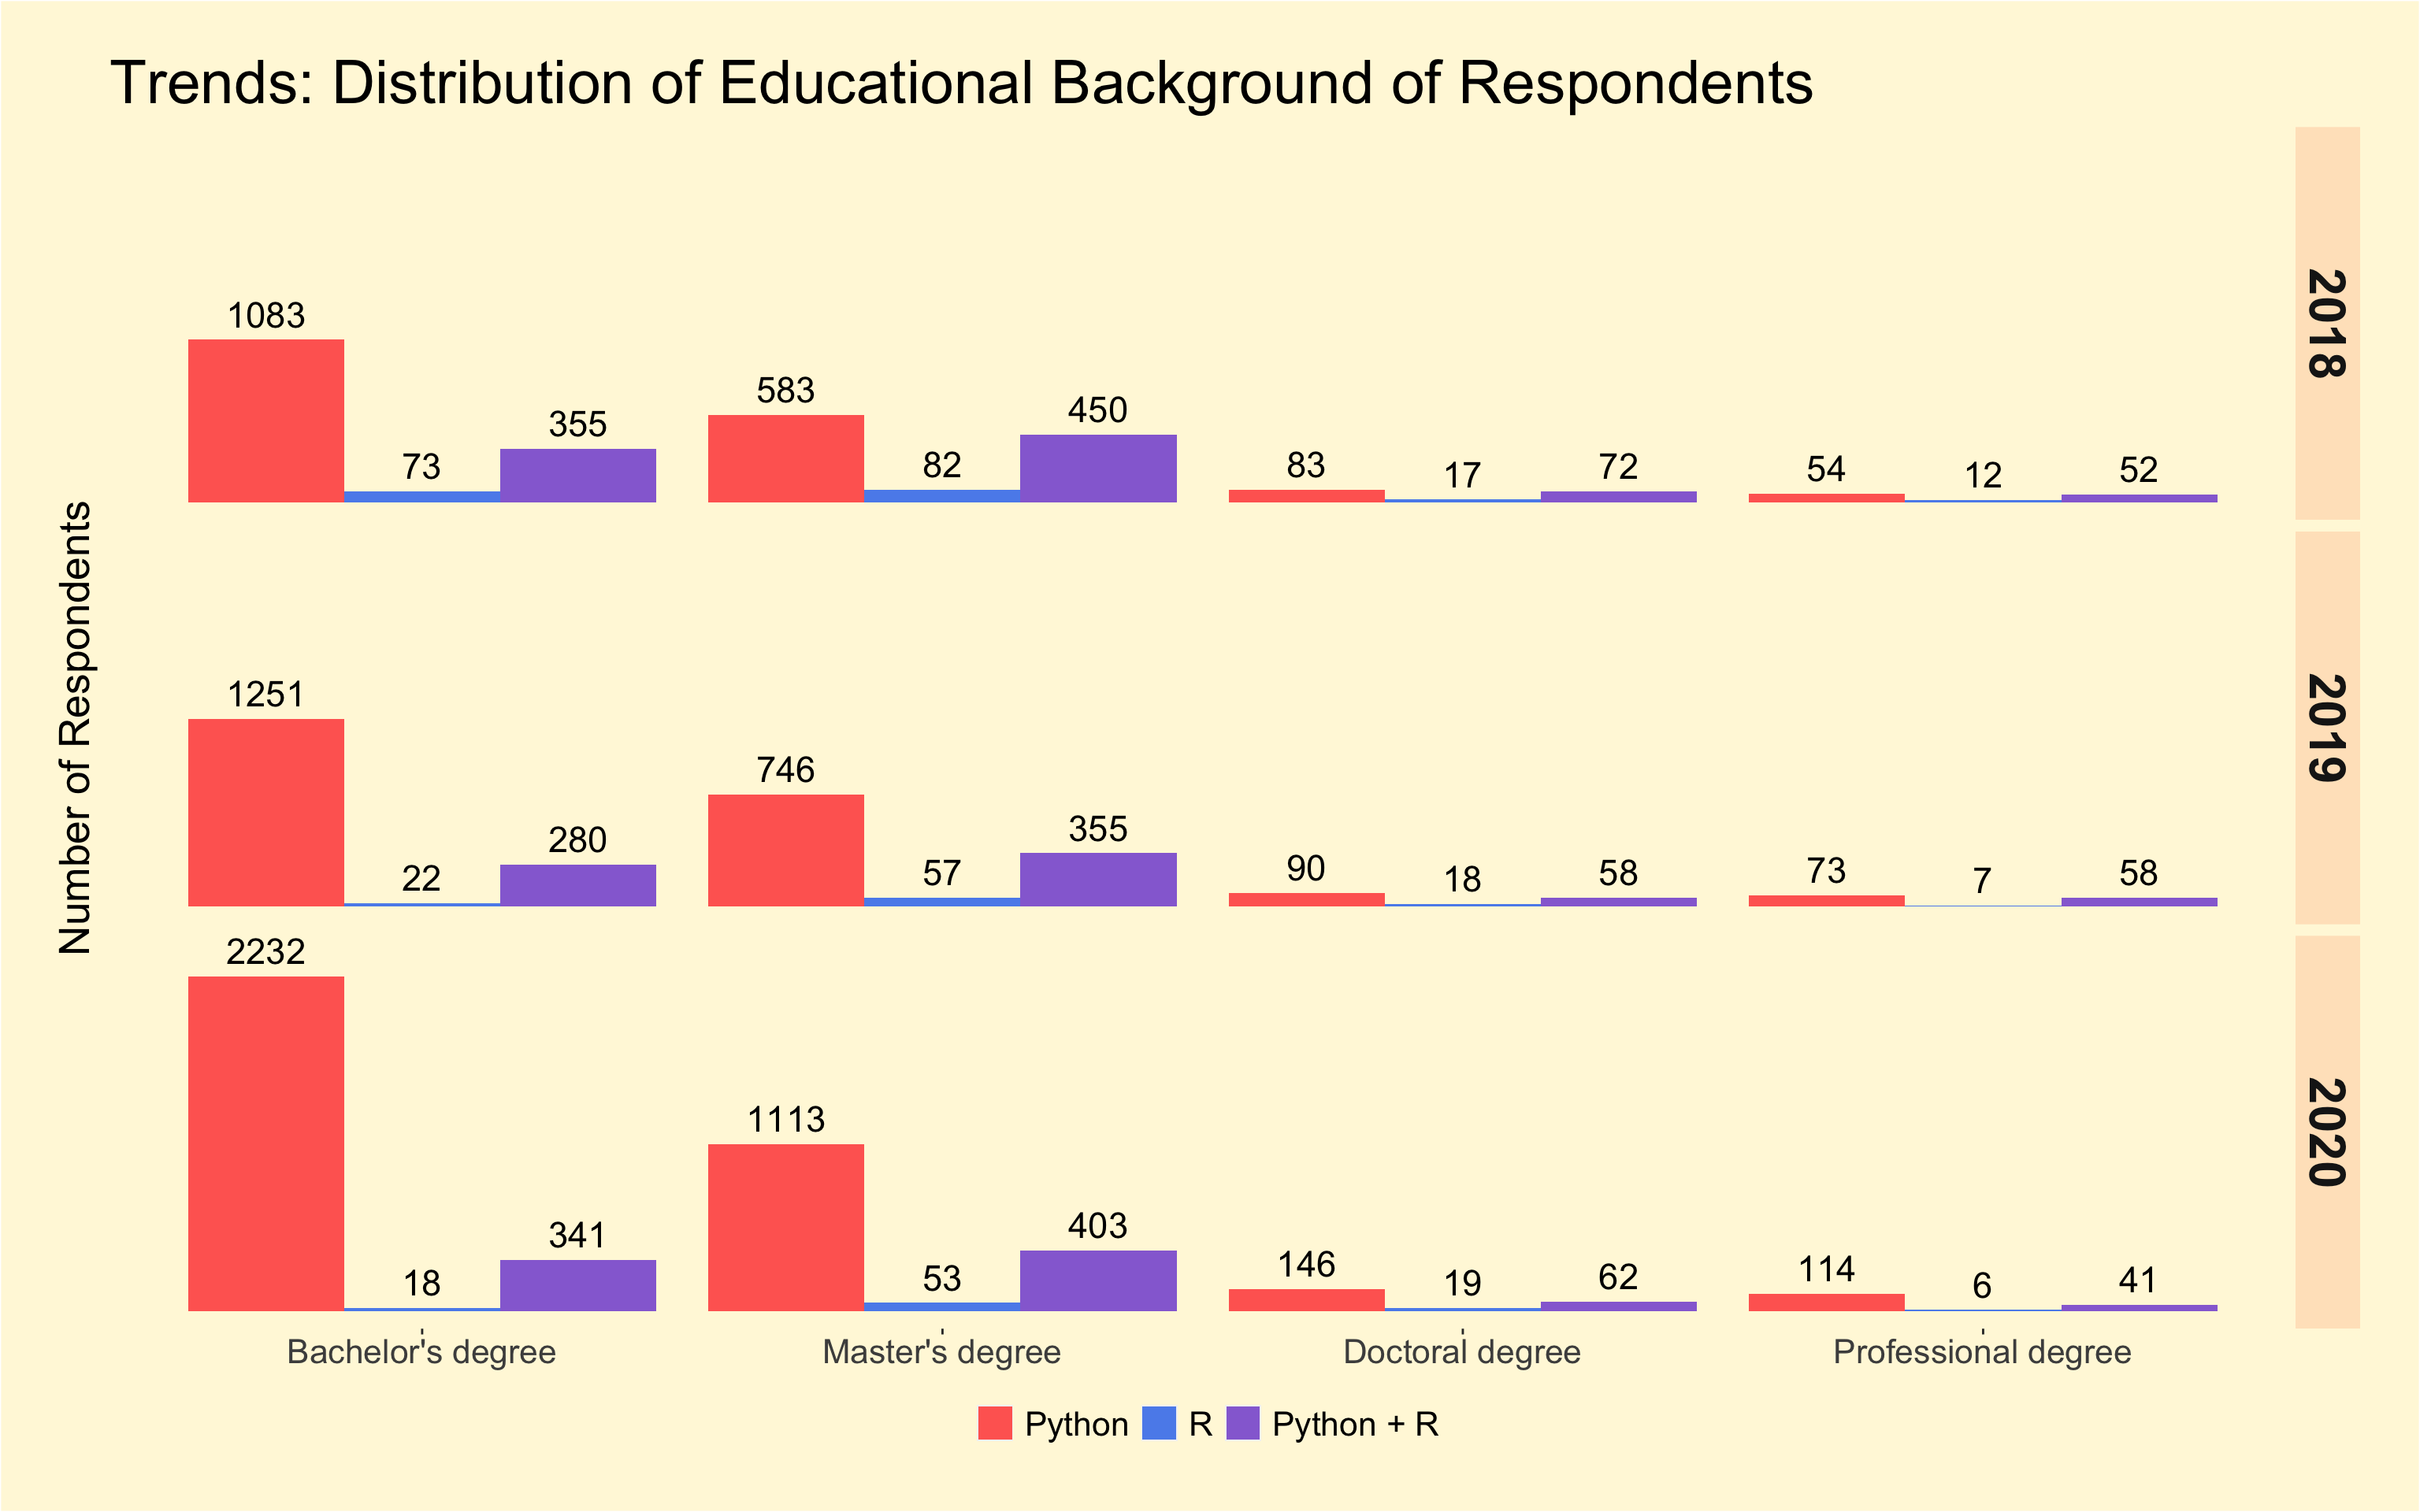 Trends: Distribution of Educational Background of Respondents
Number of Respondents
2018
1083 73 355 583 82 450 83 17 72 54 12 52
2019
1251 22 280 746 57 355 90 18 58 73 7 58
2020
2232 18 341 1113 53 403 146 19 62 114 6 41
Bachelor's degree Master's degree Doctoral degree Professional degree
Python R Python + R